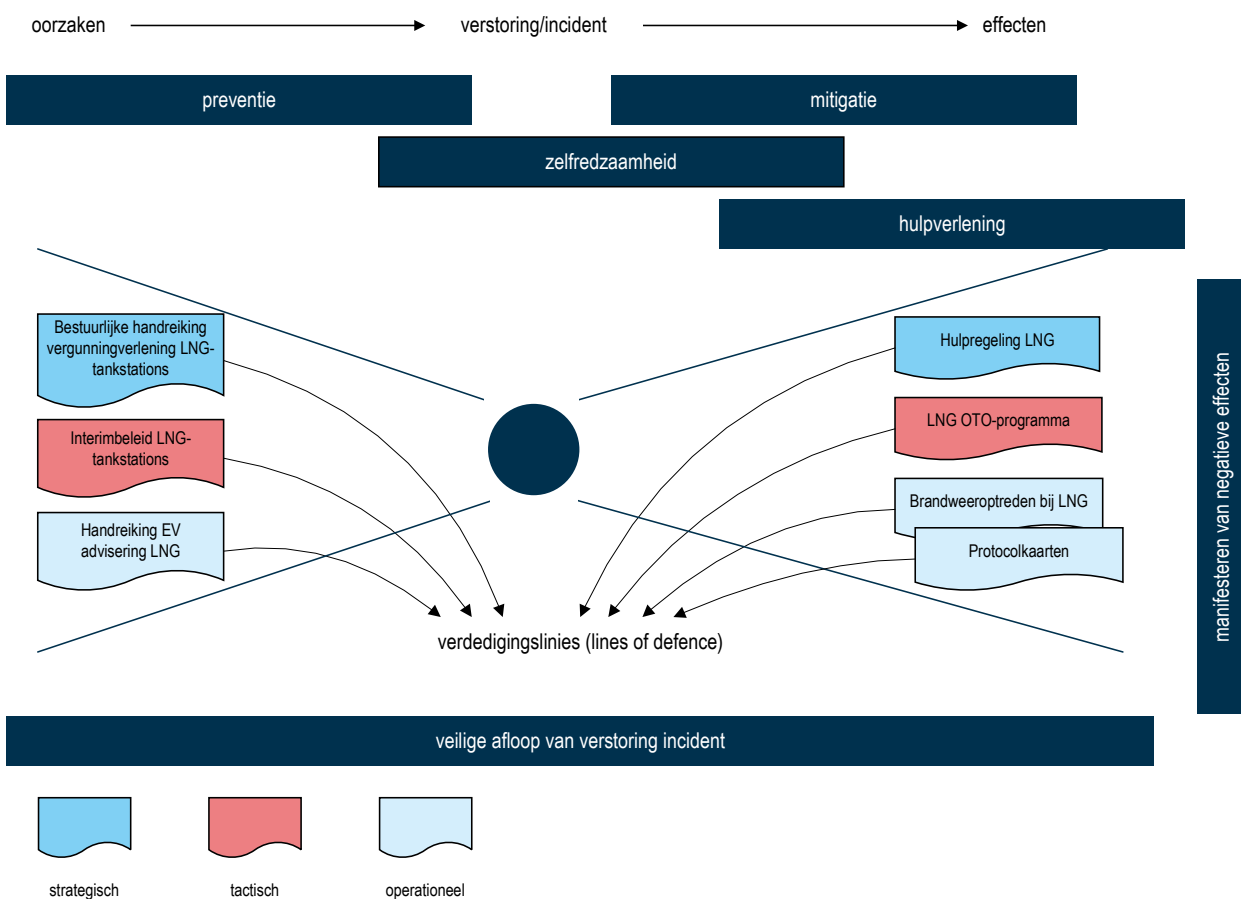 oorzaken
verstoring/incident
effecten
preventie
mitigatie
zelfredzaamheid
hulpverlening
Bestuurlijke handreiking
vergunningverlening LNG-
tankstations
Interimbeleid LNG-
tankstations
Handreiking EV
advisering LNG
Hulpregeling LNG
LNG OTO-programma
Brandweeroptreden bij LNG
Protocolkaarten
manifesteren van negatieve effecten
verdedigingslinies (lines of defence)
veilige afloop van verstoring incident
strategisch
tactisch
operationeel